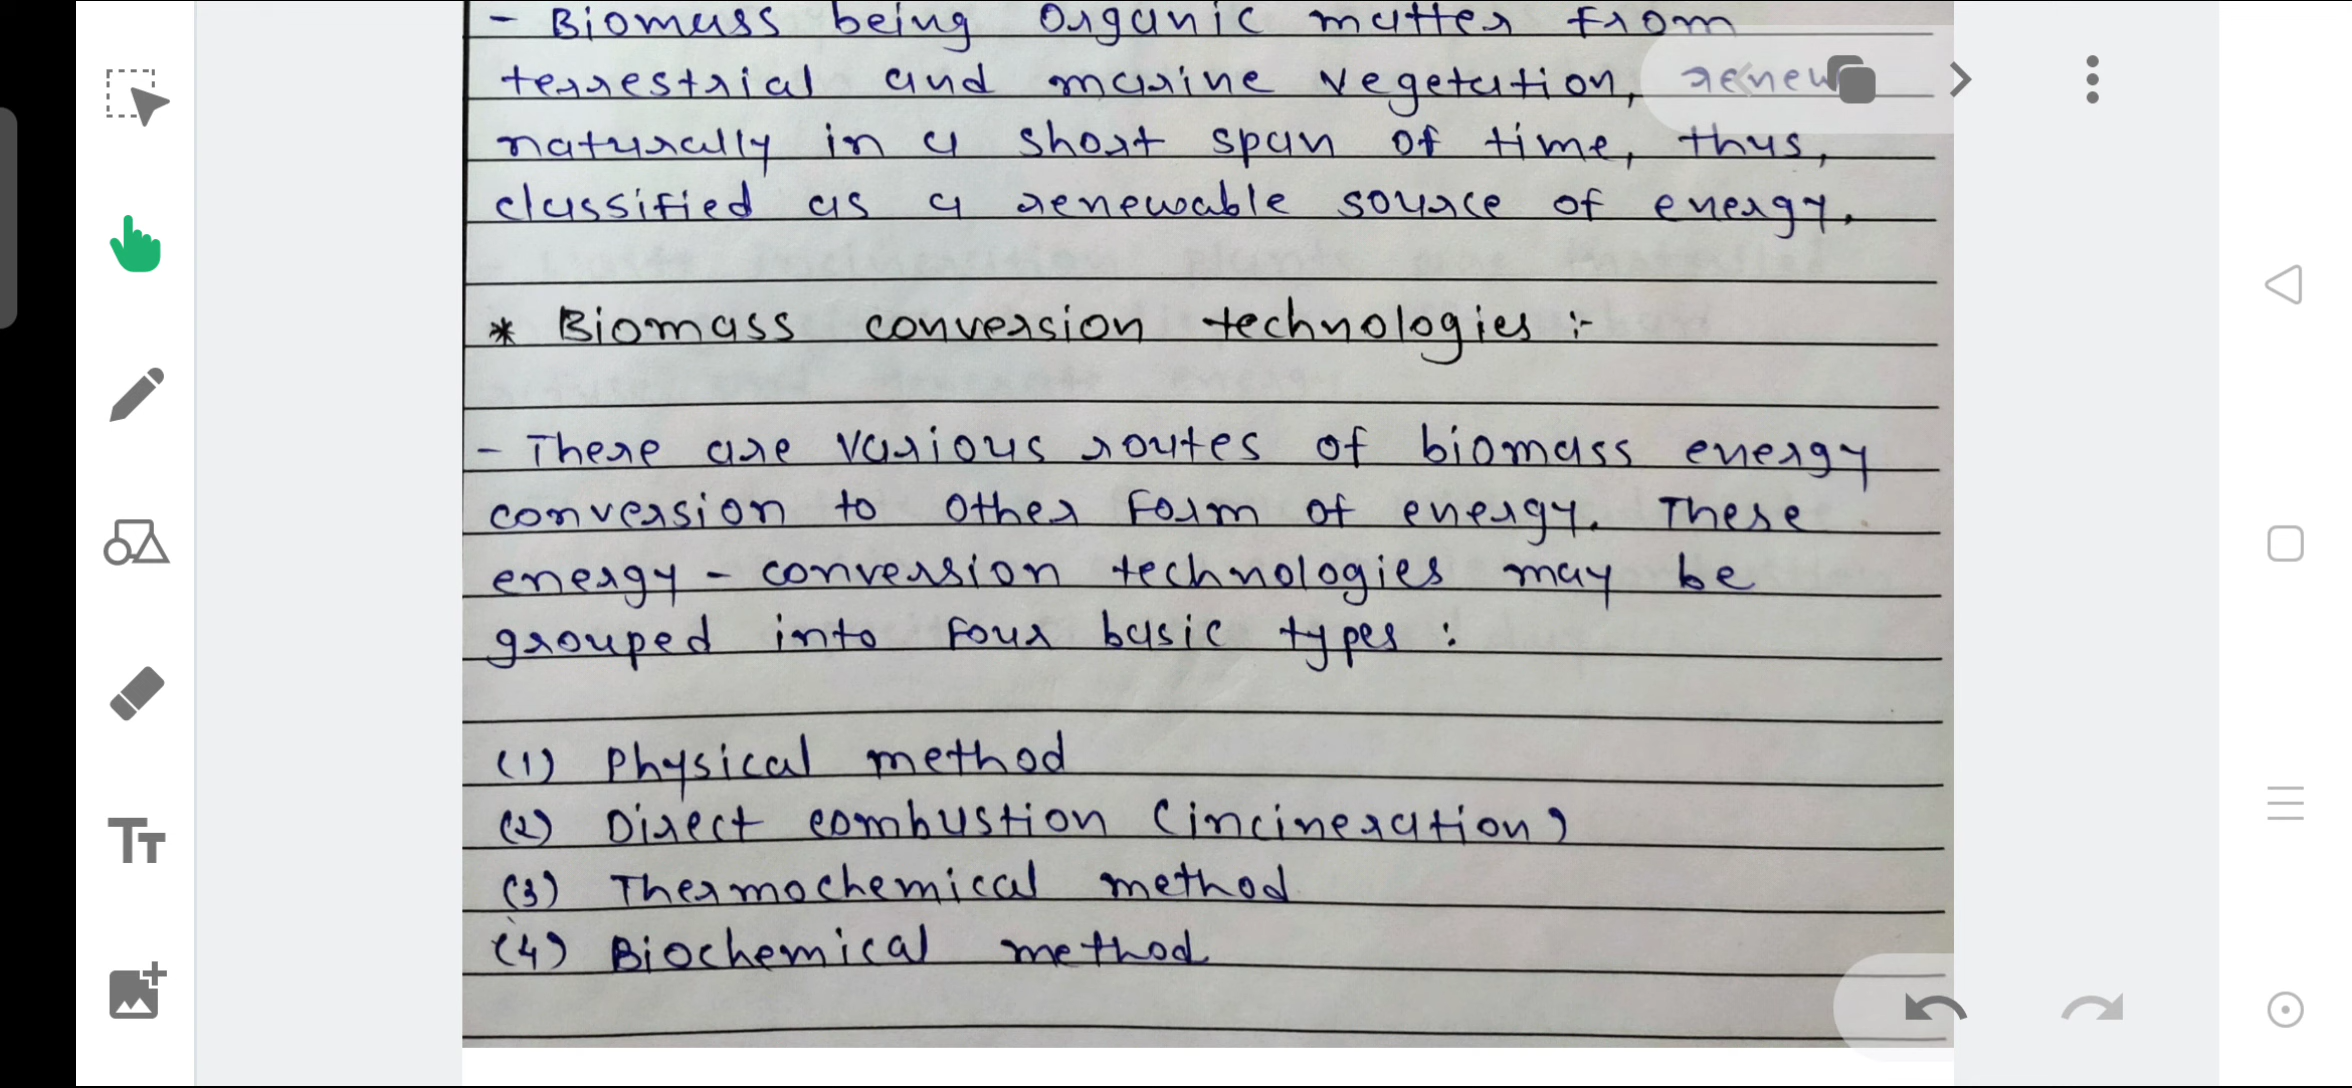 - Biomass being organic matter from
terrestrial and marine vegetation, renew
naturally in a short span of time, thus,
classified as a renewable source of energy.
* Biomass conversion technologies :-
- There are various routes of biomass energy
conversion to other form of energy. These
energy - conversion technologies may be
grouped into four basic types :
(1) Physical method
(2) Direct combustion (incineration)
(3) Thermochemical method
(4) Biochemical method
TT